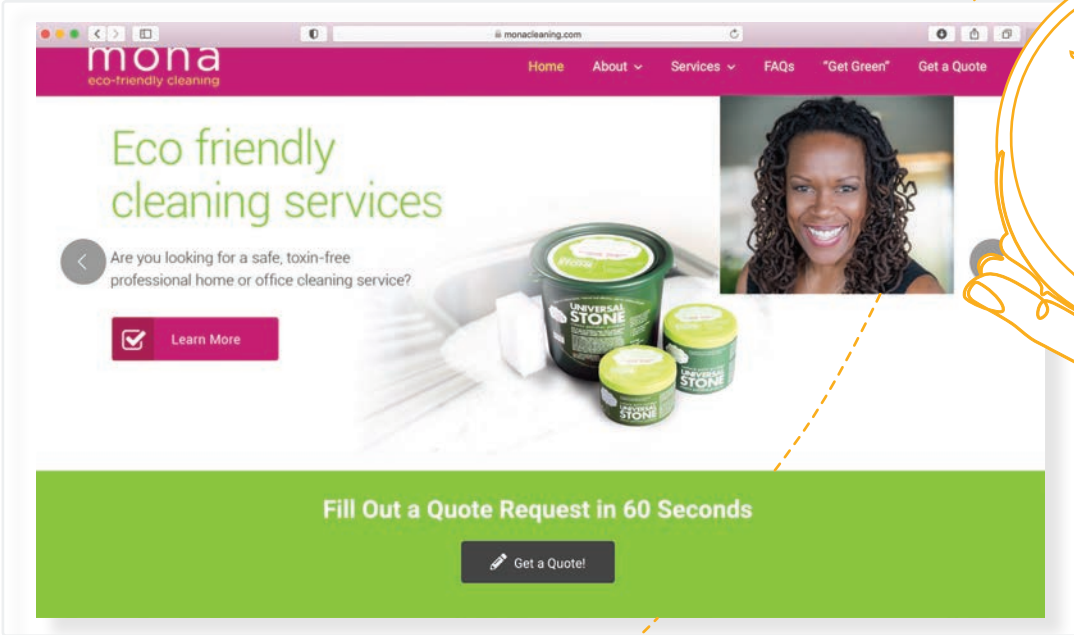 monacleaning.com
mona
eco-friendly cleaning
Home About Services FAQs "Get Green" Get a Quote
Eco friendly
cleaning services
Are you looking for a safe, toxin-free
professional home or office cleaning service?
Learn More
UNIVERSAL
STONE
UNIVERSAL
STONE
UNIVERSAL
STONE
Fill Out a Quote Request in 60 Seconds
Get a Quote!